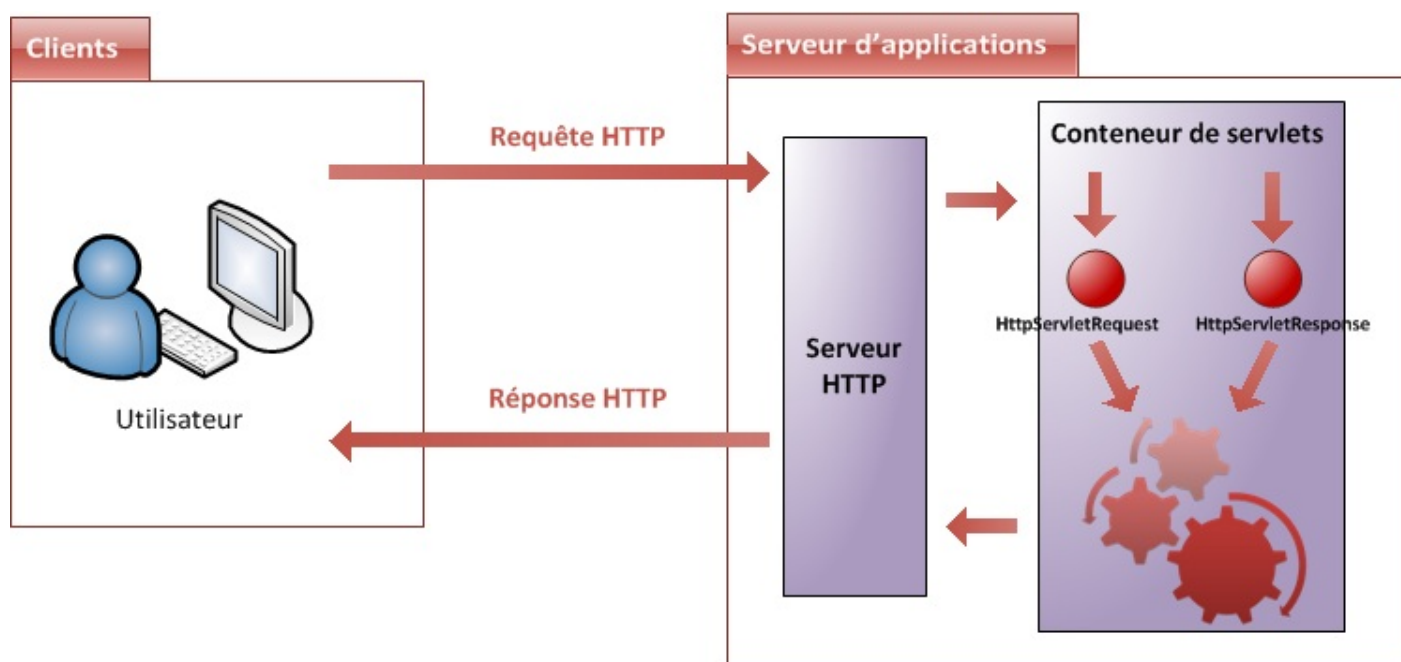 Clients
Serveur d'applications
Requête HTTP
Conteneur de servlets
HttpServletRequest
HttpServletResponse
Serveur
HTTP
Réponse HTTP
Utilisateur